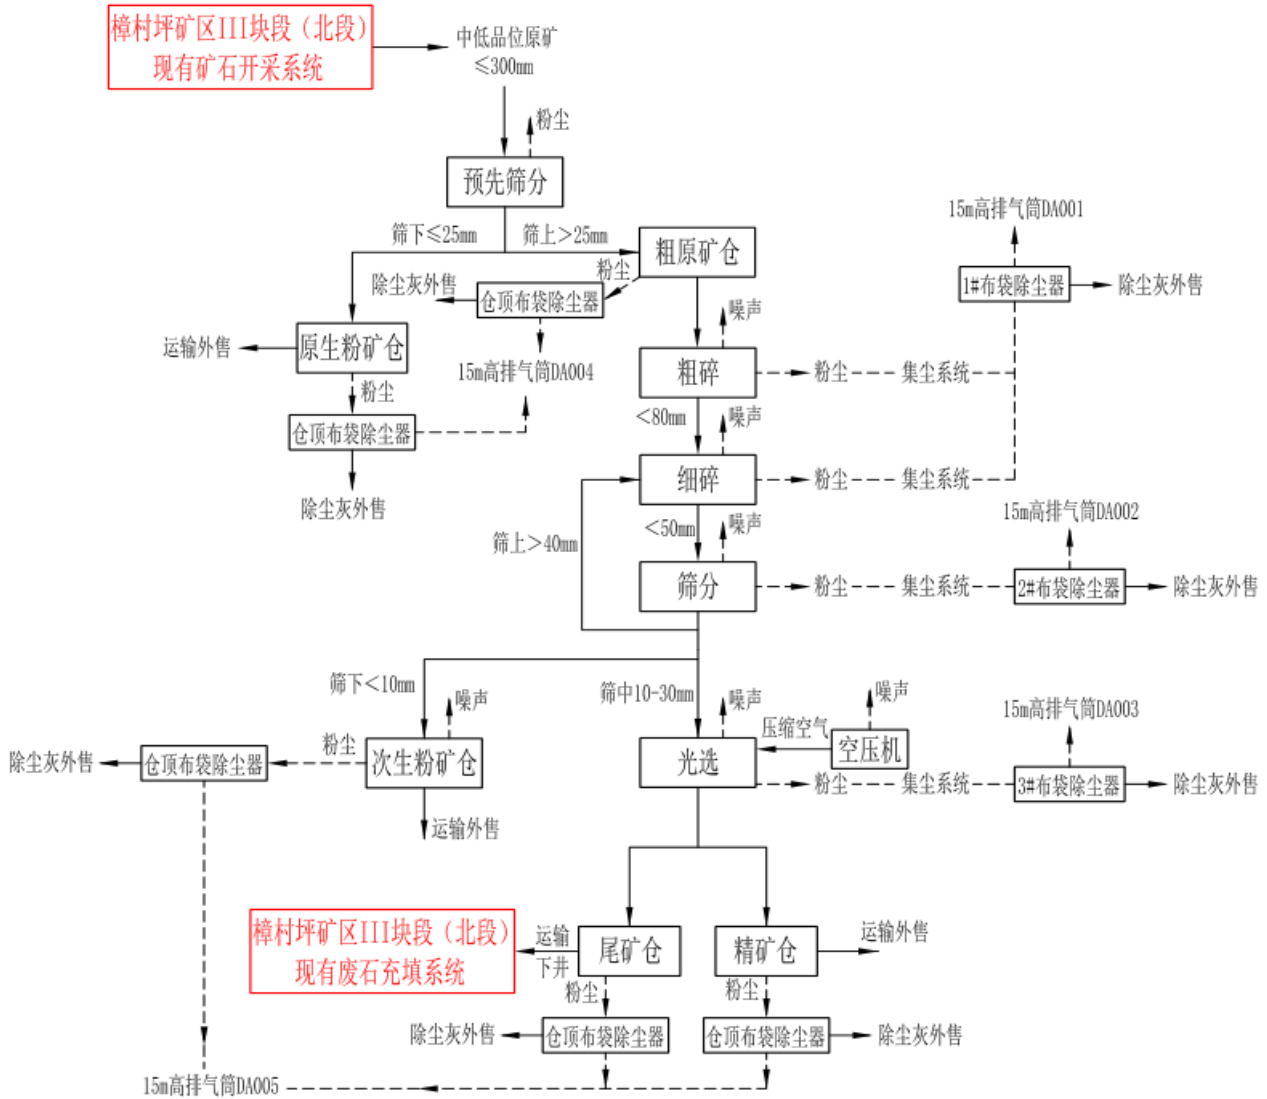 樟村坪矿区III块段（北段）
现有矿石开采系统
中低品位原矿
≤300mm
粉尘
预先筛分
筛下≤25mm
筛上>25mm
粗原矿仓
15m高排气筒DA001
粉尘
除尘灰外售
仓顶布袋除尘器
1#布袋除尘器
除尘灰外售
噪声
运输外售
原生粉矿仓
15m高排气筒DA004
粗碎
粉尘
集尘系统
粉尘
<80mm
噪声
仓顶布袋除尘器
细碎
粉尘
集尘系统
除尘灰外售
15m高排气筒DA002
<50mm
噪声
筛上>40mm
筛分
粉尘
集尘系统
2#布袋除尘器
除尘灰外售
筛下<10mm
噪声
筛中10-30mm
噪声
噪声
15m高排气筒DA003
压缩空气
粉尘
空压机
除尘灰外售
仓顶布袋除尘器
次生粉矿仓
光选
粉尘
集尘系统
3#布袋除尘器
除尘灰外售
运输外售
樟村坪矿区III块段（北段）
现有废石充填系统
运输
下井
尾矿仓
精矿仓
运输外售
粉尘
粉尘
除尘灰外售
仓顶布袋除尘器
仓顶布袋除尘器
除尘灰外售
15m高排气筒DA005